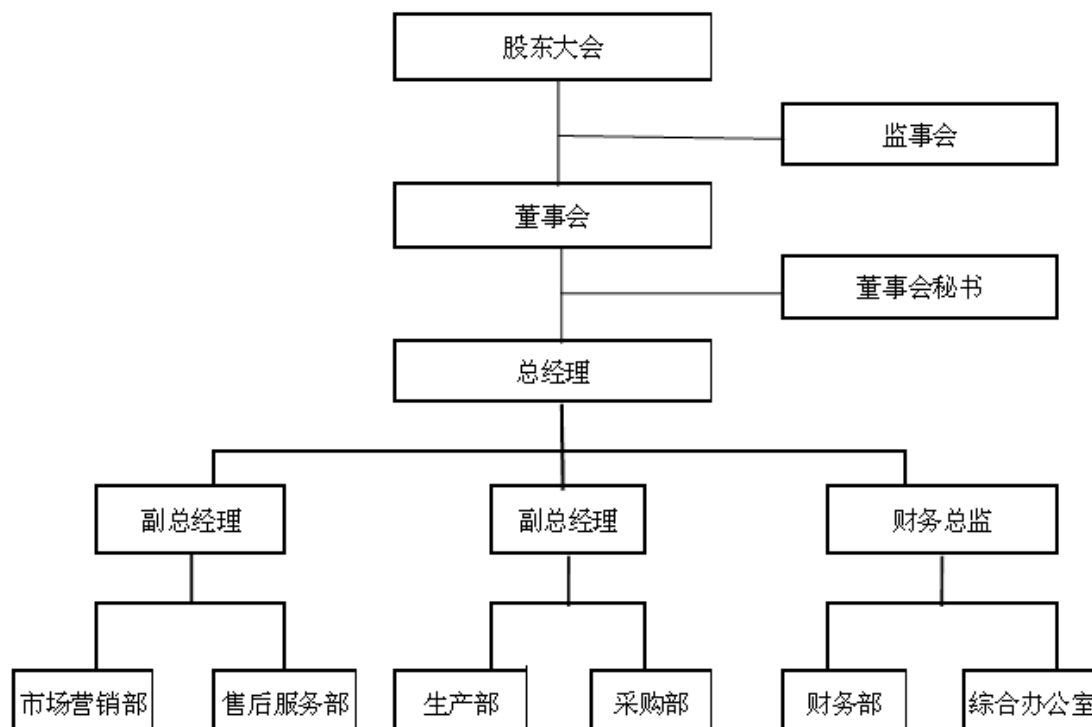 股东大会
监事会
董事会
董事会秘书
总经理
副总经理
副总经理
财务总监
市场营销部
售后服务部
生产部
采购部
财务部
综合办公室